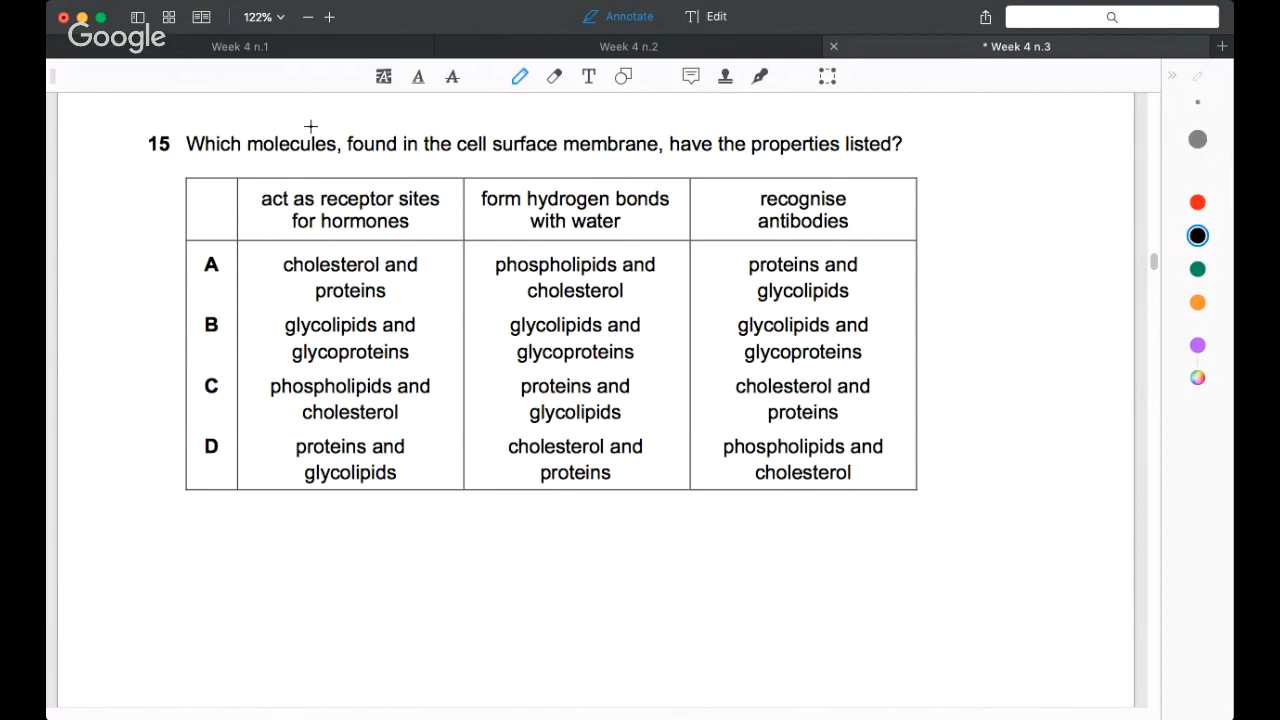 122%
Annotate
T| Edit
Google
Week 4 n.1
Week 4 n.2
* Week 4 n.3
15 Which molecules, found in the cell surface membrane, have the properties listed?
act as receptor sites for hormones
form hydrogen bonds with water
recognise antibodies
A cholesterol and proteins phospholipids and cholesterol proteins and glycolipids
B glycolipids and glycoproteins glycolipids and glycoproteins glycolipids and glycoproteins
C phospholipids and cholesterol proteins and glycolipids cholesterol and proteins
D proteins and glycolipids cholesterol and proteins phospholipids and cholesterol